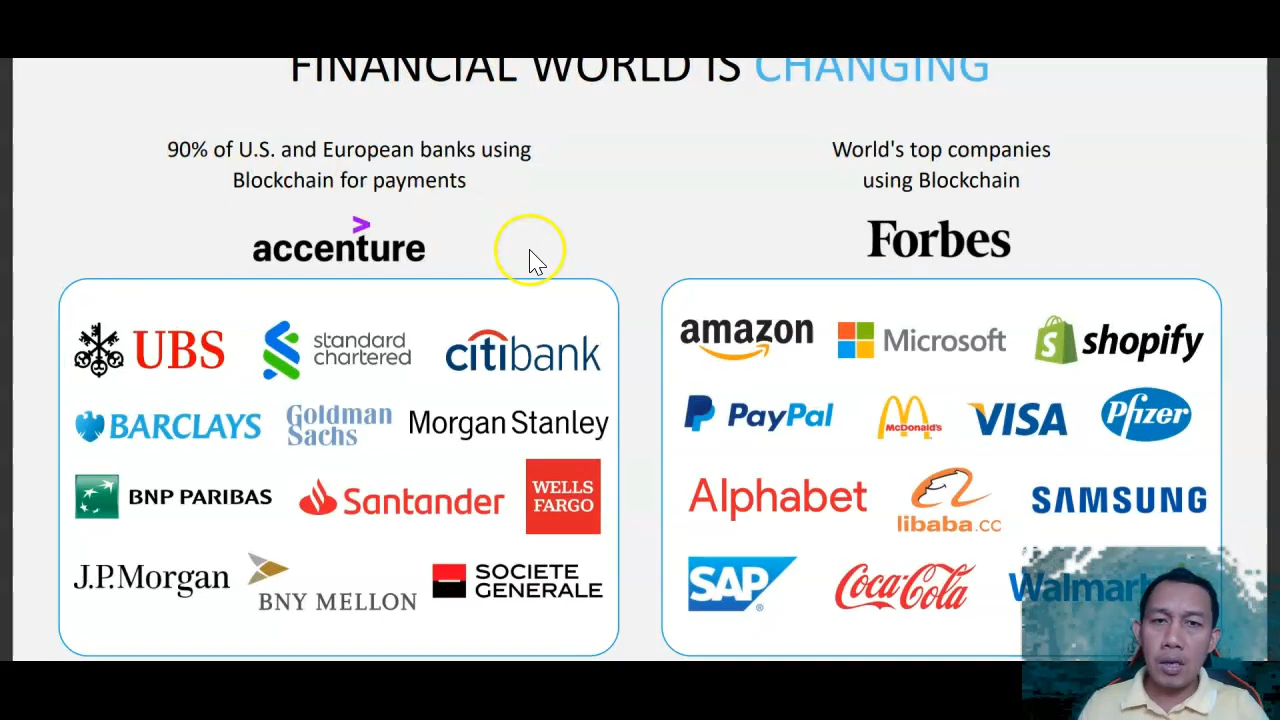 FINANCIAL WORLD IS CHANGING
90% of U.S. and European banks using
Blockchain for payments
accenture
UBS
standard
chartered
citibank
BARCLAYS
Goldman
Sachs
Morgan Stanley
BNP PARIBAS
Santander
WELLS
FARGO
J.P.Morgan
BNY MELLON
SOCIETE
GENERALE
World's top companies
using Blockchain
Forbes
amazon
Microsoft
shopify
PayPal
McDonald's
VISA
Pfizer
Alphabet
libaba.cc
SAMSUNG
SAP
Coca-Cola
Walmart